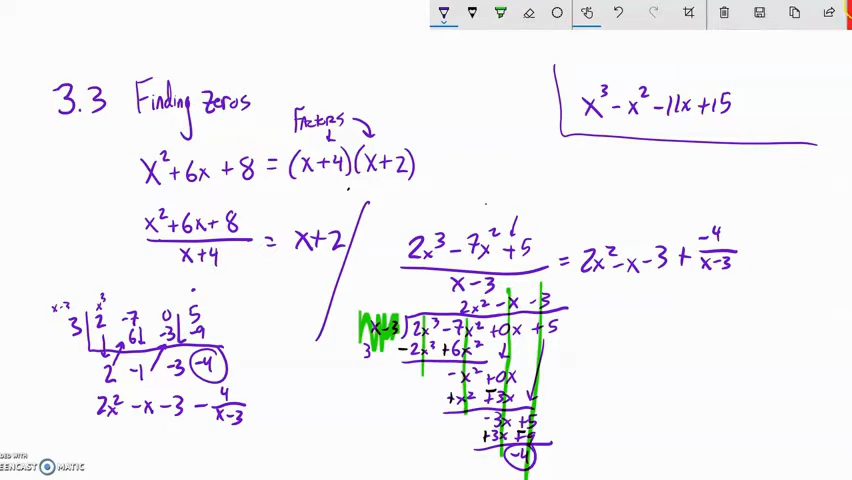 3.3 Finding Zeros
x³ - x² - 11x + 15
Factors
x² + 6x + 8 = (x+4)(x+2)
x² + 6x + 8 / x + 4 = x + 2
2x³ - 7x² + 5 / x - 3 = 2x² - x - 3 + -4 / x-3
x-3 x³
3 | 2 -7 0 5
6 -3 -9
2 -1 -3 -4
2x² - x - 3 - 4 / x-3
2x² - x - 3
x-3 ) 2x³ - 7x² + 0x + 5
3
-2x³ + 6x²
-x² + 0x
+x² - 3x
-3x + 5
+3x - 9
-4